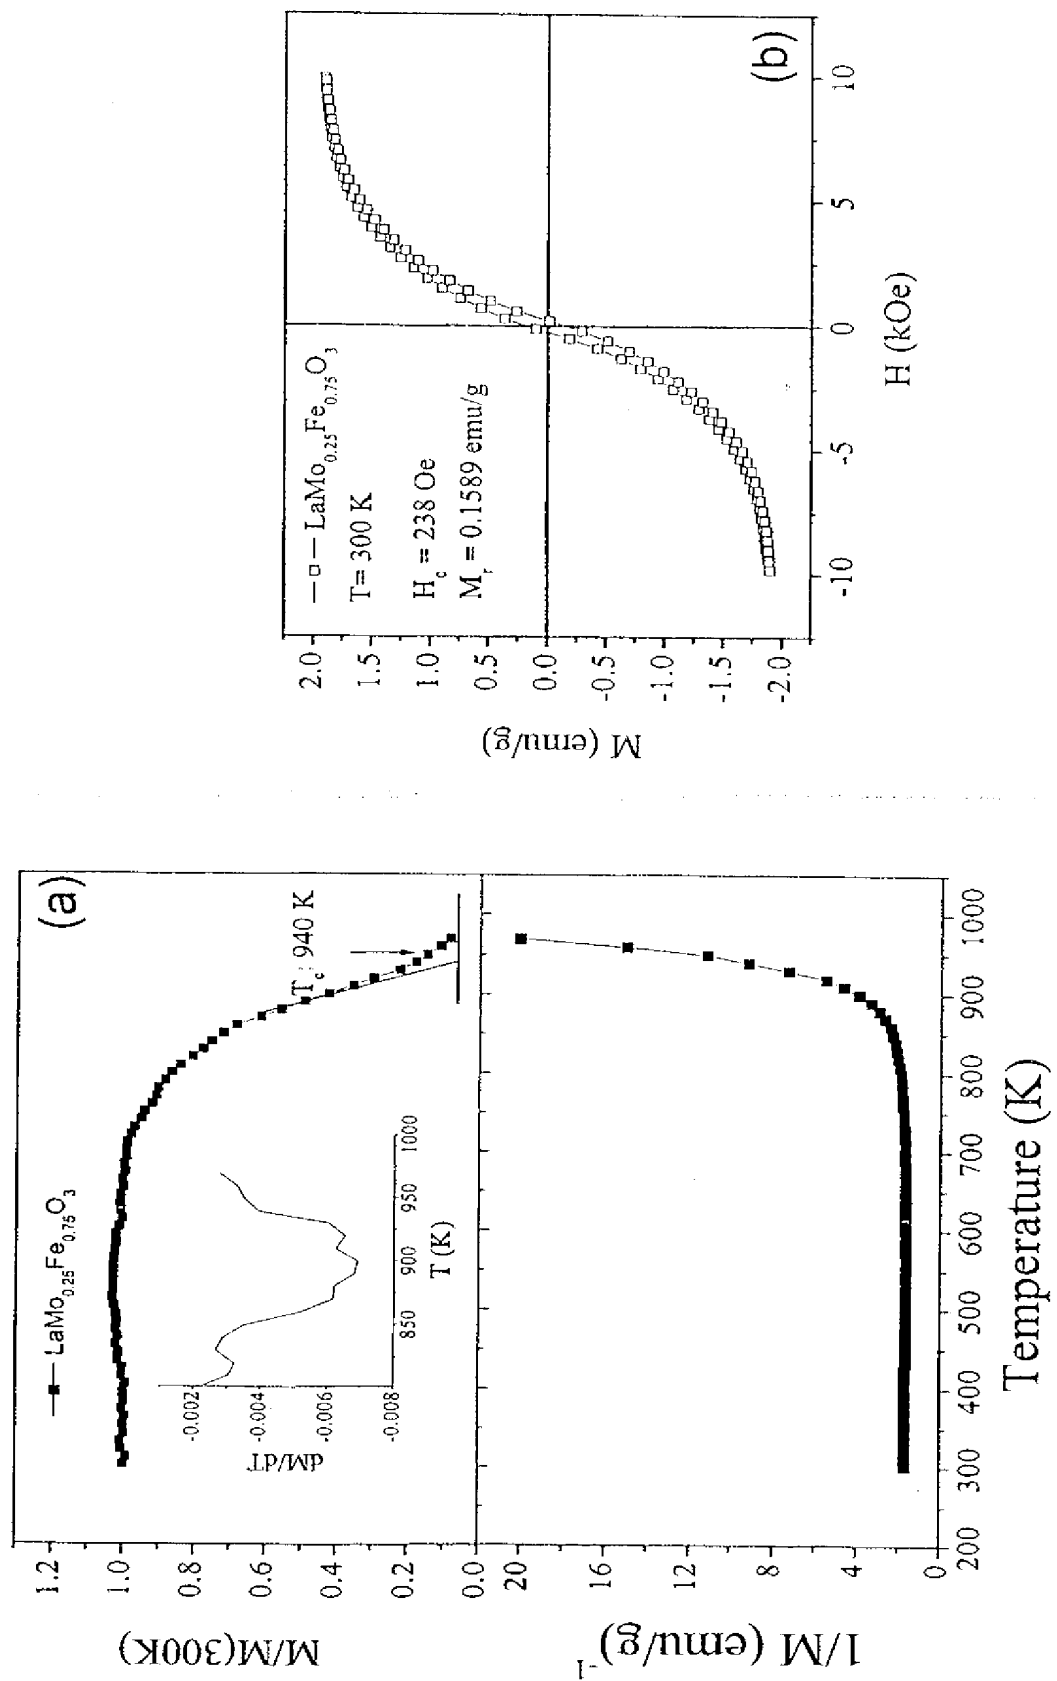 (a)
—■— LaMo0.25Fe0.75O3
Tc: 940 K
M/M(300K)
1.2
1.0
0.8
0.6
0.4
0.2
0.0
dM/dT
-0.002
-0.004
-0.006
-0.008
850
900
950
1000
T (K)
1/M (emu/g)-1
20
16
12
8
4
0
200
300
400
500
600
700
800
900
1000
Temperature (K)
(b)
—□— LaMo0.25Fe0.75O3
T= 300 K
Hc = 238 Oe
Mr = 0.1589 emu/g
M (emu/g)
2.0
1.5
1.0
0.5
0.0
-0.5
-1.0
-1.5
-2.0
-10
-5
0
5
10
H (kOe)